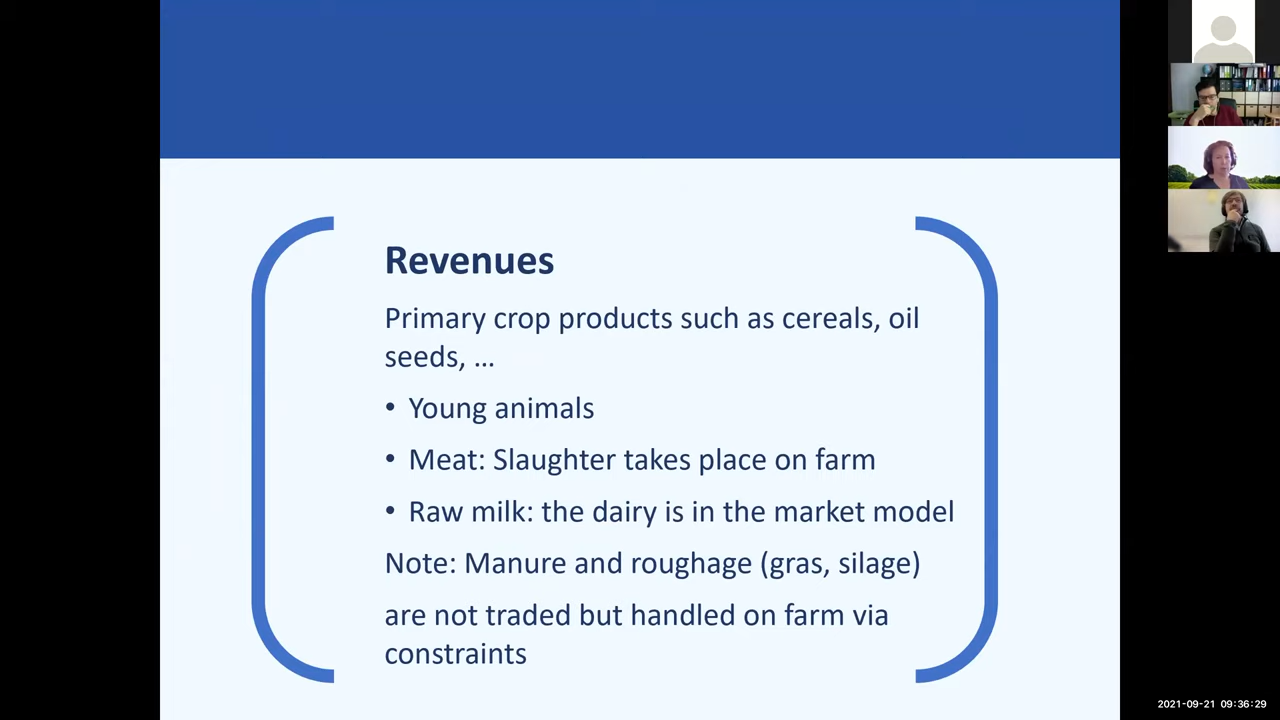 Revenues
Primary crop products such as cereals, oil
seeds, ...
• Young animals
• Meat: Slaughter takes place on farm
• Raw milk: the dairy is in the market model
Note: Manure and roughage (gras, silage)
are not traded but handled on farm via
constraints
2021-09-21 09:36:29